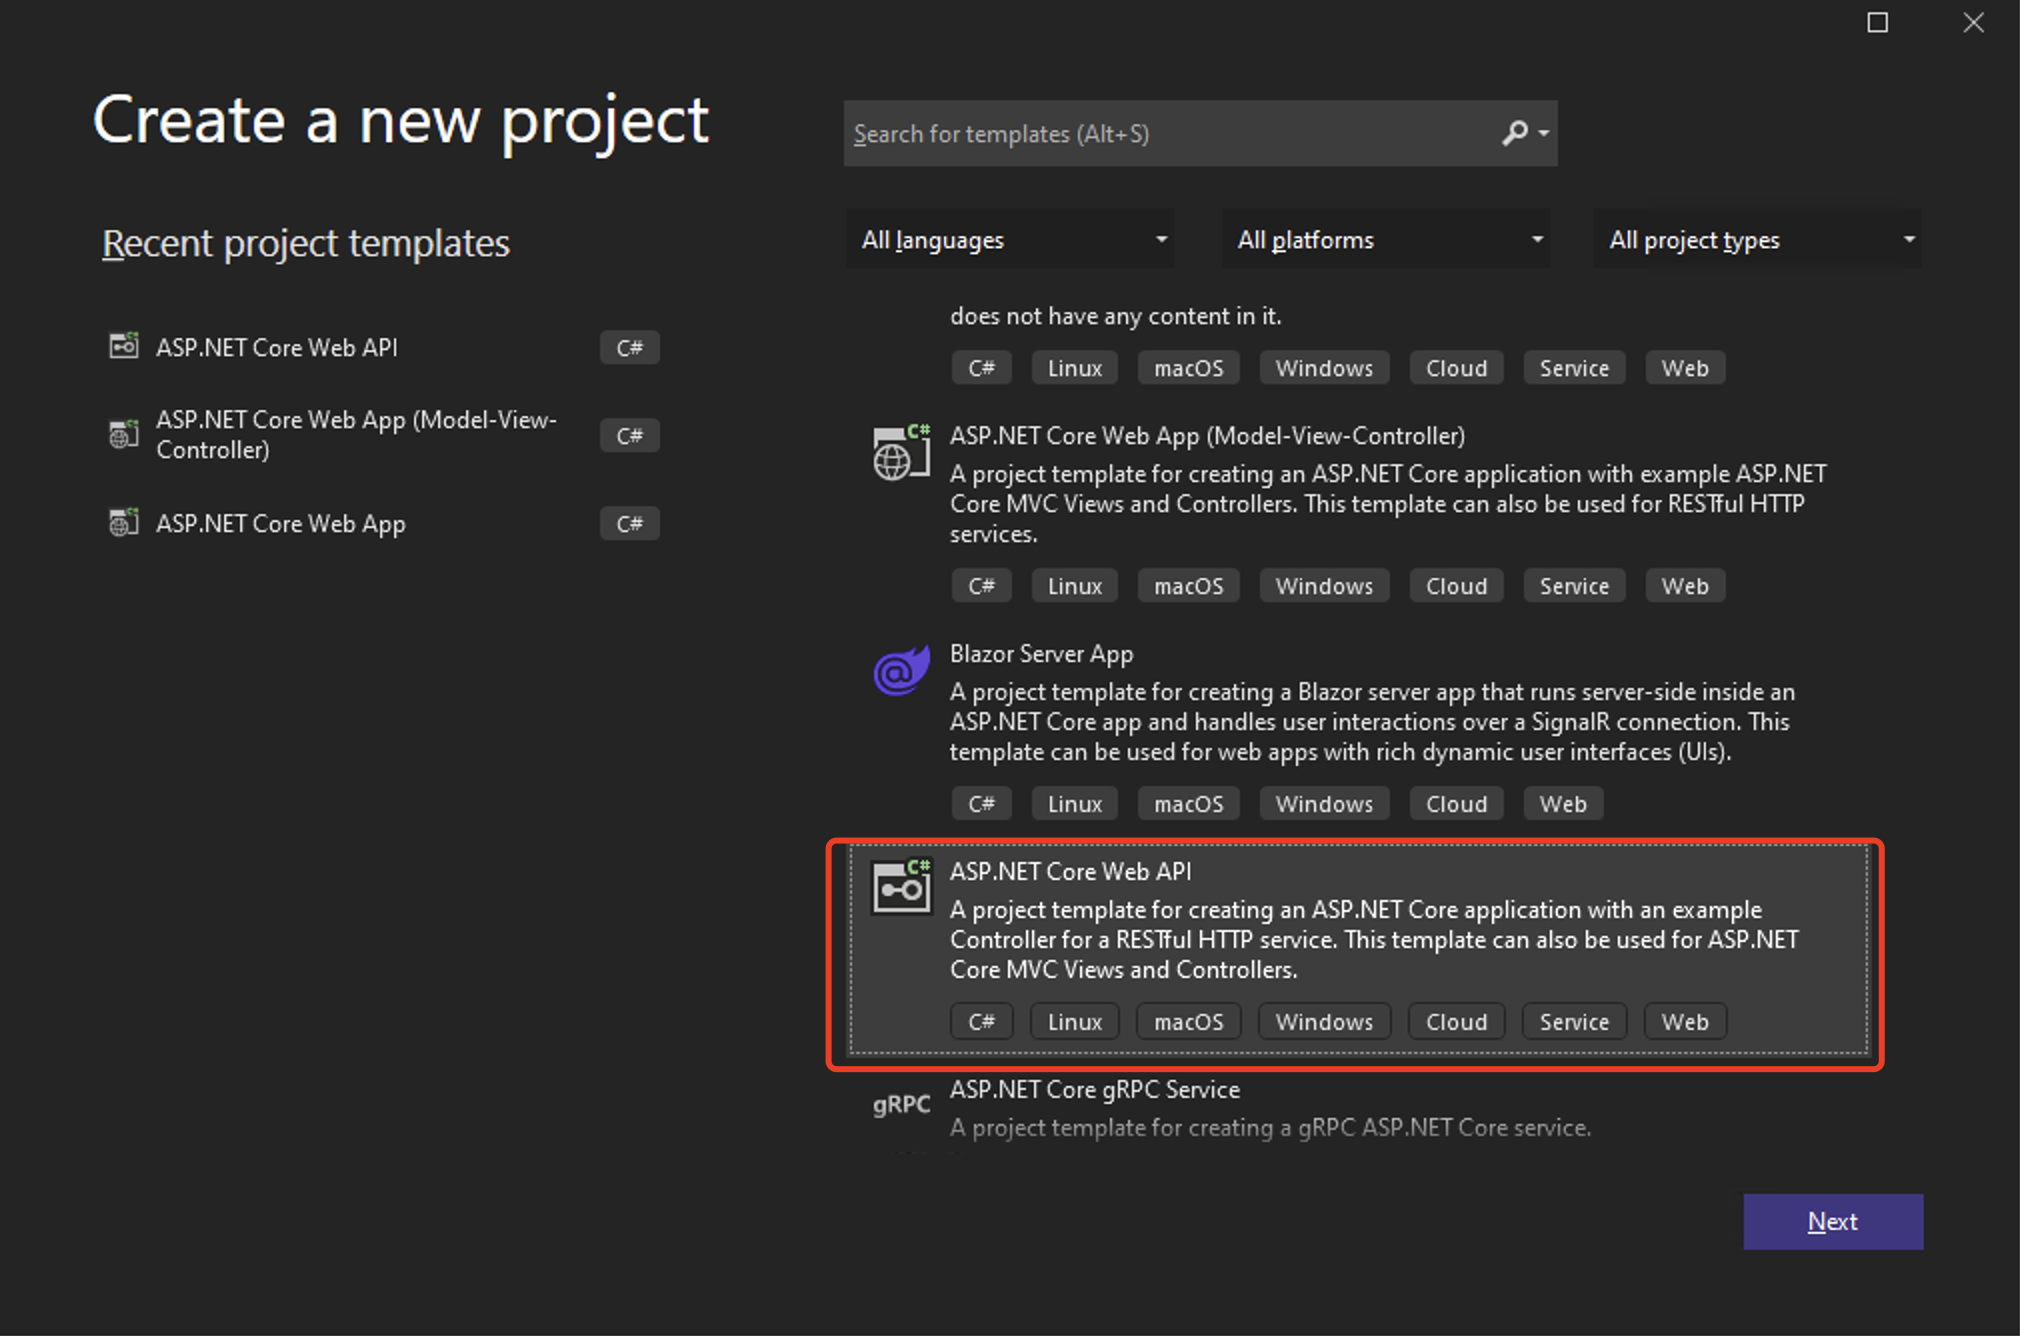 Create a new project
Search for templates (Alt+S)
Recent project templates
All languages
All platforms
All project types
ASP.NET Core Web API
C#
ASP.NET Core Web App (Model-View-
Controller)
C#
ASP.NET Core Web App
C#
does not have any content in it.
C# Linux macOS Windows Cloud Service Web
C#
ASP.NET Core Web App (Model-View-Controller)
A project template for creating an ASP.NET Core application with example ASP.NET
Core MVC Views and Controllers. This template can also be used for RESTful HTTP
services.
C# Linux macOS Windows Cloud Service Web
@
Blazor Server App
A project template for creating a Blazor server app that runs server-side inside an
ASP.NET Core app and handles user interactions over a SignalR connection. This
template can be used for web apps with rich dynamic user interfaces (UIs).
C# Linux macOS Windows Cloud Web
C#
ASP.NET Core Web API
A project template for creating an ASP.NET Core application with an example
Controller for a RESTful HTTP service. This template can also be used for ASP.NET
Core MVC Views and Controllers.
C# Linux macOS Windows Cloud Service Web
gRPC
ASP.NET Core gRPC Service
A project template for creating a gRPC ASP.NET Core service.
Next